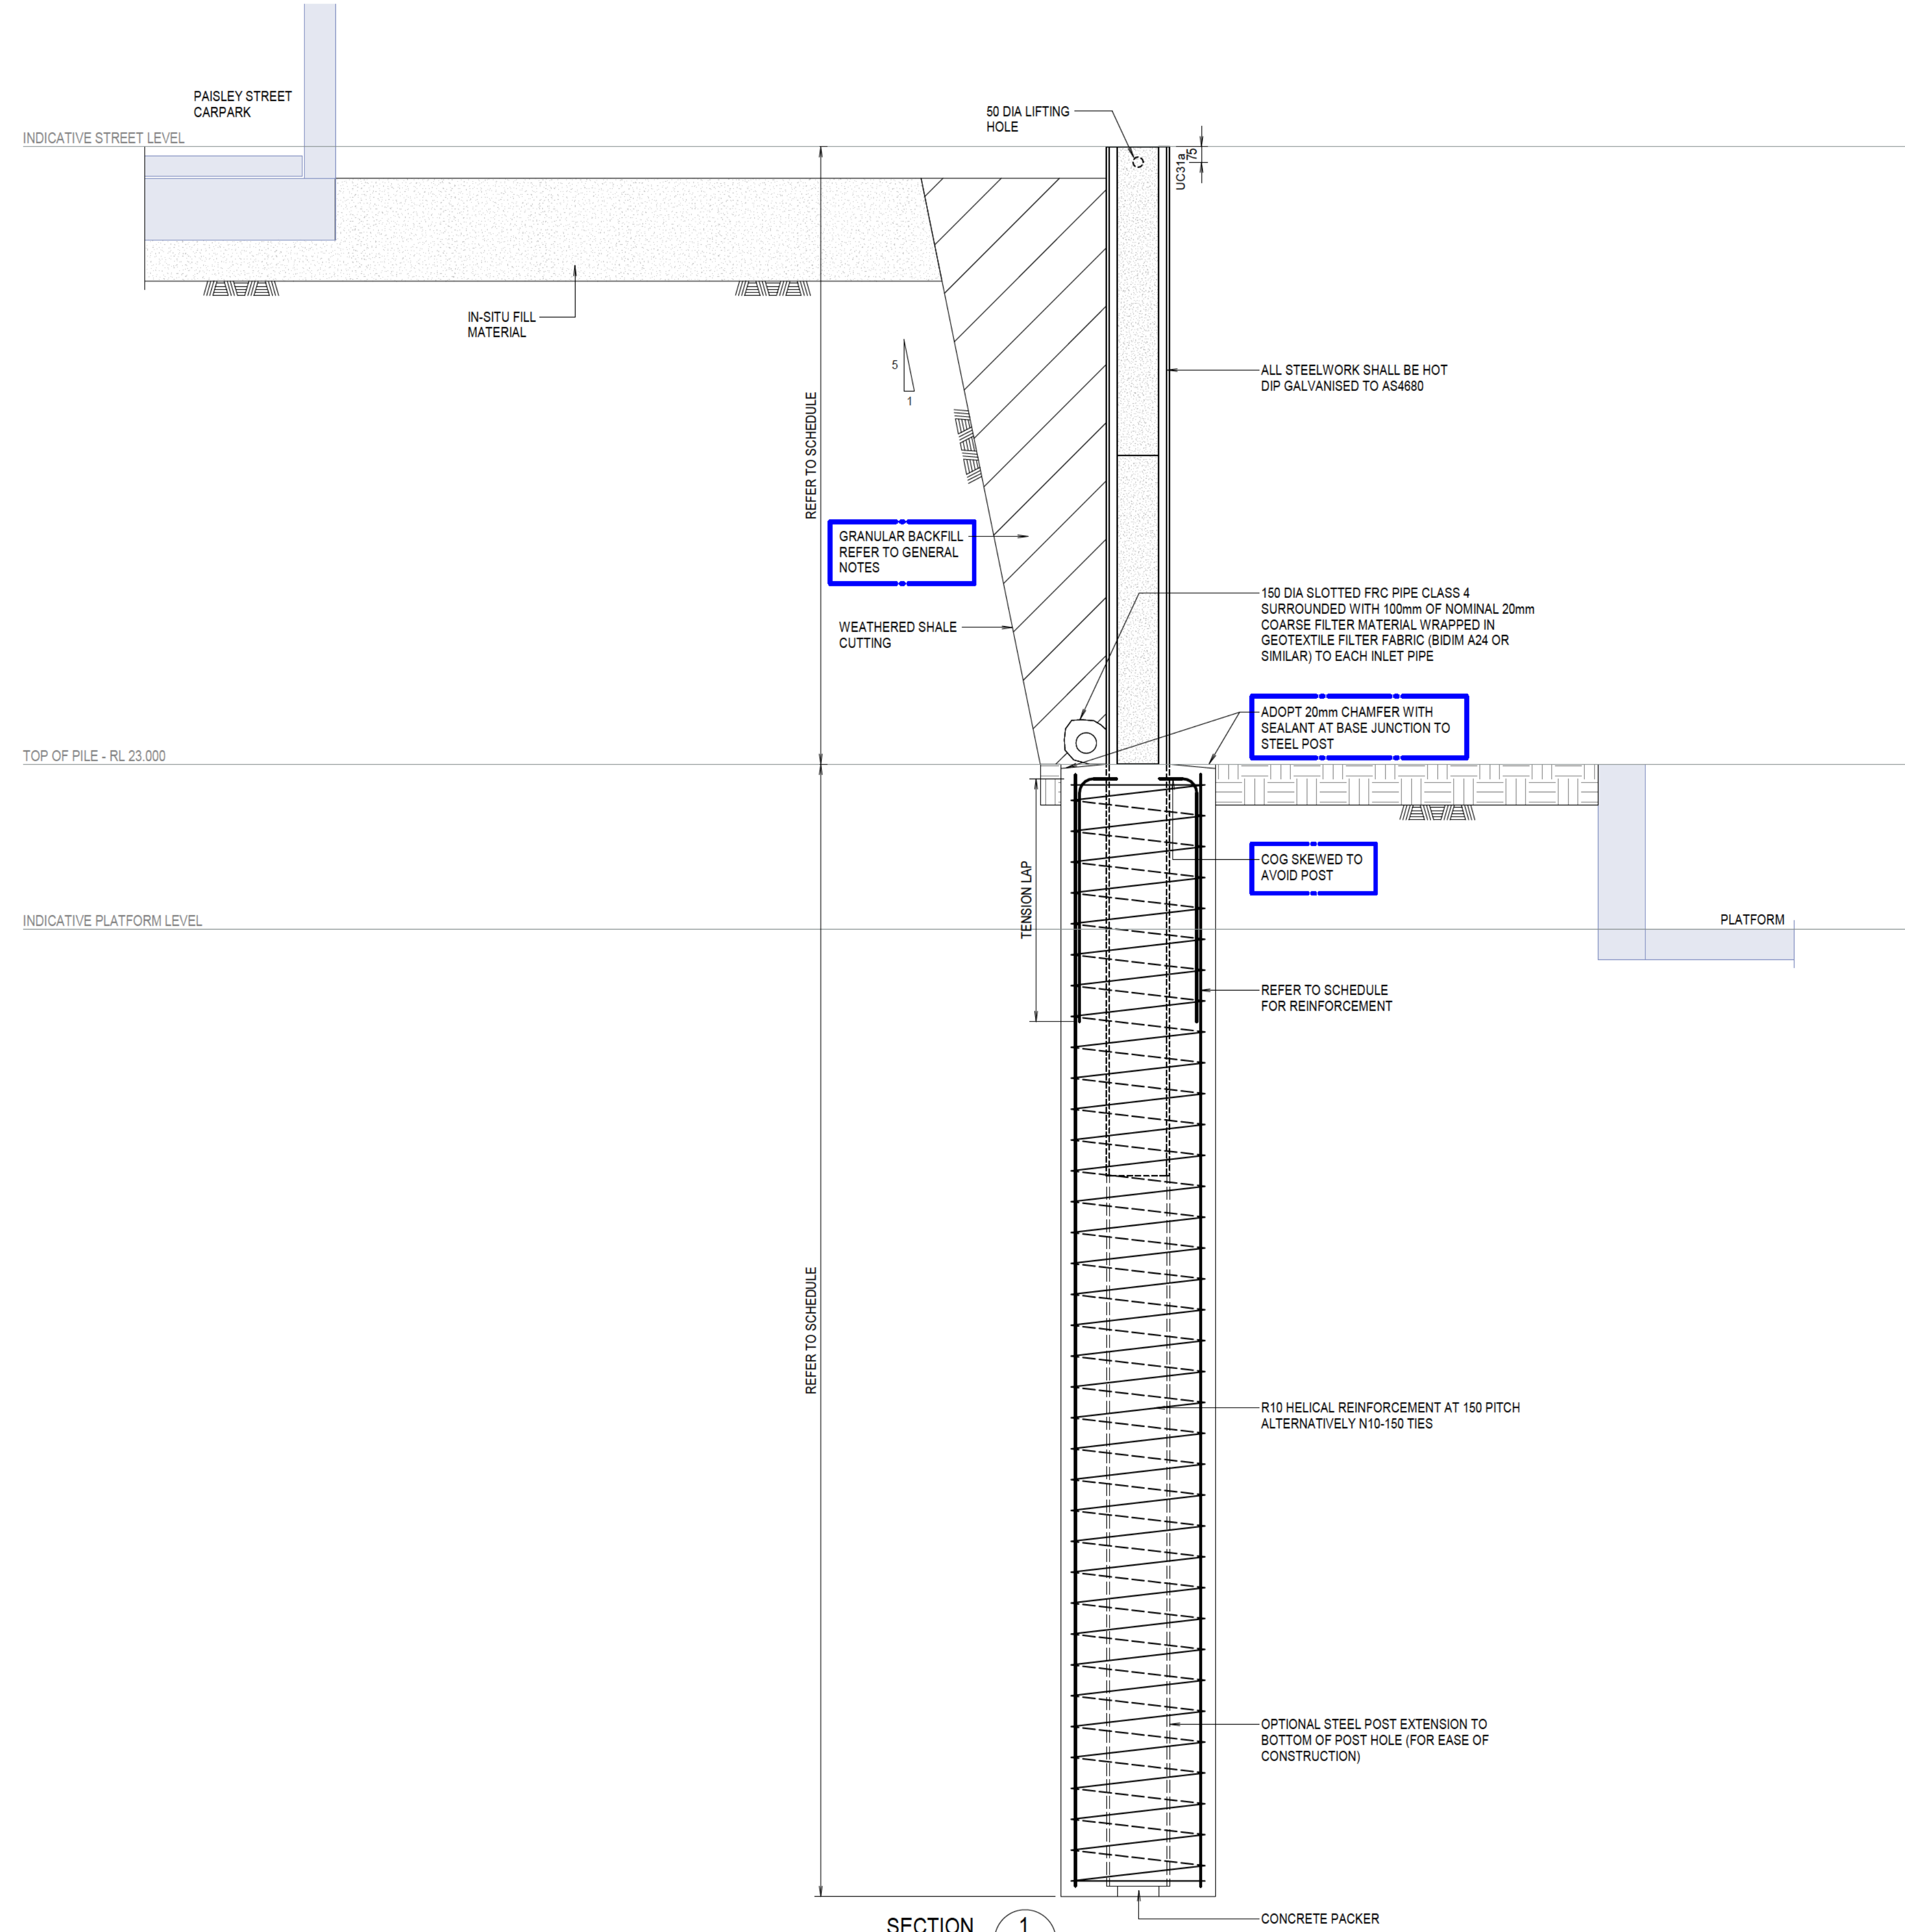 PAISLEY STREET
CARPARK
INDICATIVE STREET LEVEL
50 DIA LIFTING
HOLE
UC31a
75
IN-SITU FILL
MATERIAL
5
1
REFER TO SCHEDULE
ALL STEELWORK SHALL BE HOT
DIP GALVANISED TO AS4680
GRANULAR BACKFILL
REFER TO GENERAL
NOTES
WEATHERED SHALE
CUTTING
150 DIA SLOTTED FRC PIPE CLASS 4
SURROUNDED WITH 100mm OF NOMINAL 20mm
COARSE FILTER MATERIAL WRAPPED IN
GEOTEXTILE FILTER FABRIC (BIDIM A24 OR
SIMILAR) TO EACH INLET PIPE
ADOPT 20mm CHAMFER WITH
SEALANT AT BASE JUNCTION TO
STEEL POST
TOP OF PILE - RL 23.000
COG SKEWED TO
AVOID POST
TENSION LAP
INDICATIVE PLATFORM LEVEL
PLATFORM
REFER TO SCHEDULE
FOR REINFORCEMENT
REFER TO SCHEDULE
R10 HELICAL REINFORCEMENT AT 150 PITCH
ALTERNATIVELY N10-150 TIES
OPTIONAL STEEL POST EXTENSION TO
BOTTOM OF POST HOLE (FOR EASE OF
CONSTRUCTION)
CONCRETE PACKER
SECTION 1